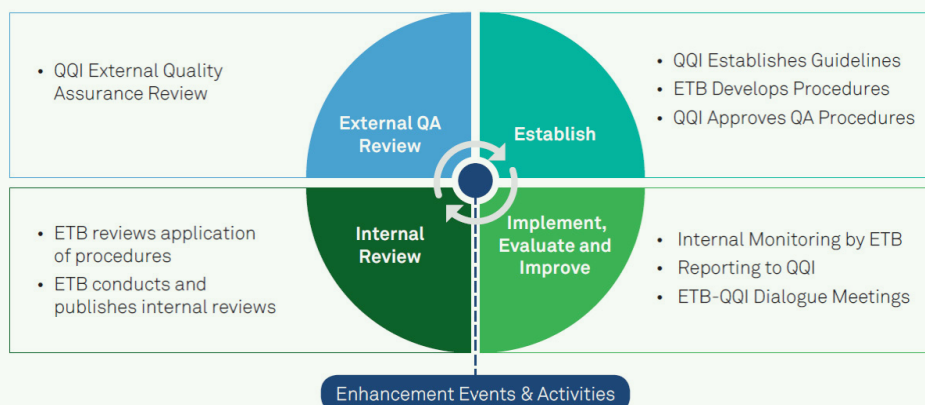 • QQI External Quality
Assurance Review
External QA
Review
Establish
• QQI Establishes Guidelines
• ETB Develops Procedures
• QQI Approves QA Procedures
• ETB reviews application
of procedures
• ETB conducts and
publishes internal reviews
Internal
Review
Implement,
Evaluate and
Improve
• Internal Monitoring by ETB
• Reporting to QQI
• ETB-QQI Dialogue Meetings
Enhancement Events & Activities